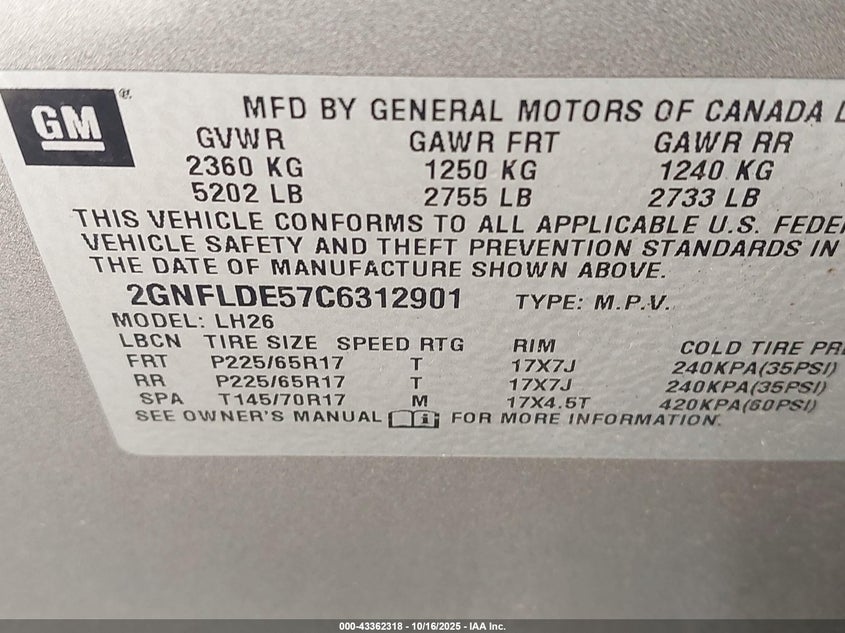 GM ®
MFD BY GENERAL MOTORS OF CANADA L
GVWR GAWR FRT GAWR RR
2360 KG 1250 KG 1240 KG
5202 LB 2755 LB 2733 LB
THIS VEHICLE CONFORMS TO ALL APPLICABLE U.S. FEDE
VEHICLE SAFETY AND THEFT PREVENTION STANDARDS IN
THE DATE OF MANUFACTURE SHOWN ABOVE.
2GNFLDE57C6312901 TYPE: M.P.V.
MODEL: LH26
LBCN TIRE SIZE SPEED RTG RIM COLD TIRE PRE
FRT P225/65R17 T 17X7J 240KPA(35PSI)
RR P225/65R17 T 17X7J 240KPA(35PSI)
SPA T145/70R17 M 17X4.5T 420KPA(60PSI)
SEE OWNER'S MANUAL FOR MORE INFORMATION.
000-43362318 - 10/16/2025 - IAA Inc.